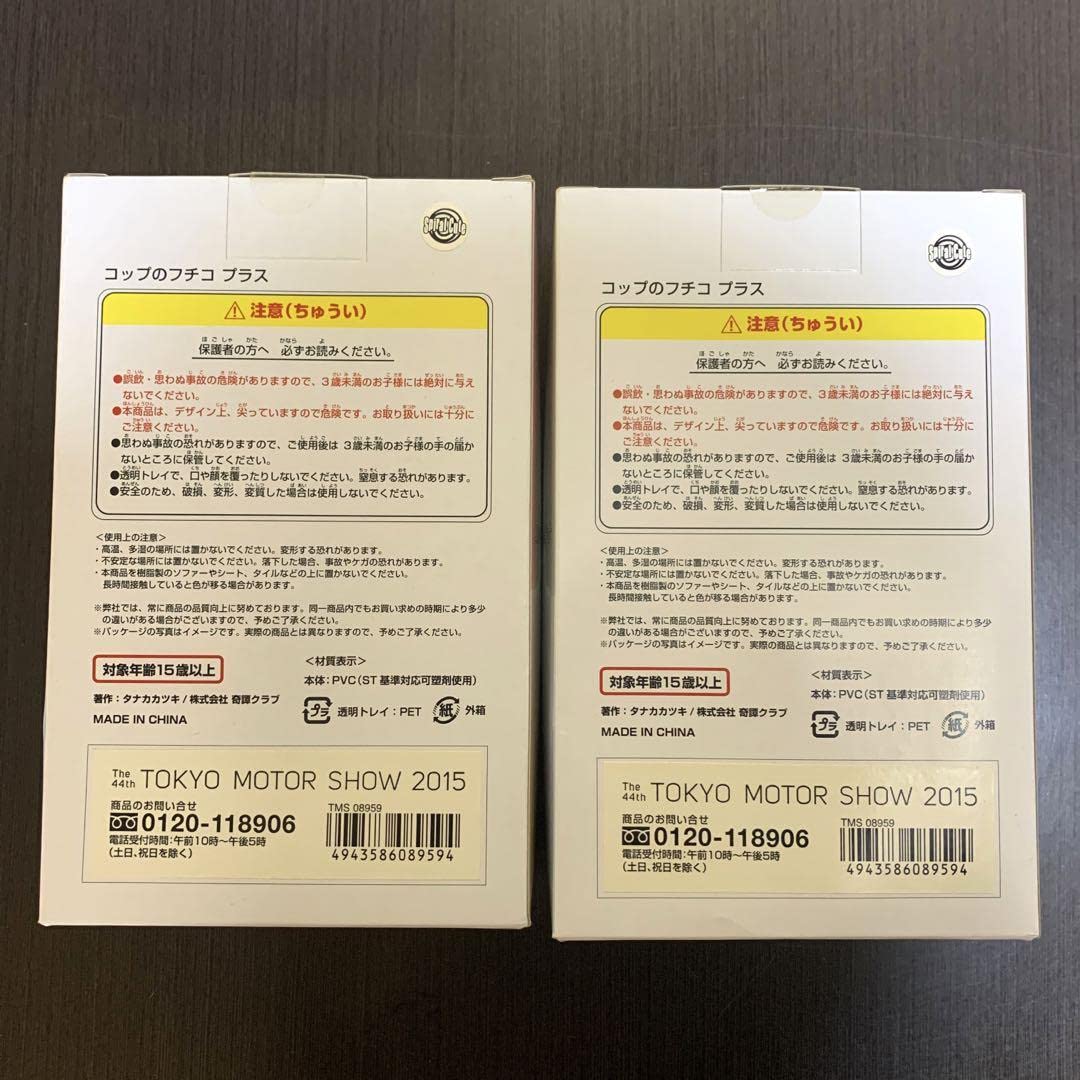 SpiralCute
コップのフチコ プラス
⚠注意(ちゅうい)
保護者の方へ 必ずお読みください。
●誤飲・思わぬ事故の危険がありますので、3歳未満のお子様には絶対に与え
ないでください。
●本商品は、デザイン上、尖っていますので危険です。お取り扱いには十分に
ご注意ください。
●思わぬ事故の恐れがありますので、ご使用後は 3歳未満のお子様の手の届か
ないところに保管してください。
●透明トレイで、口や顔を覆ったりしないでください。窒息する恐れがあります。
●安全のため、破損、変形、変質した場合は使用しないでください。
<使用上の注意>
・高温、多湿の場所には置かないでください。変形する恐れがあります。
・不安定な場所には置かないでください。落下した場合、事故やケガの恐れがあります。
・本商品を樹脂製のソファーやシート、タイルなどの上に置かないでください。
長時間接触していると色が移る場合があります。
※弊社では、常に商品の品質向上に努めております。同一商品内でもお買い求めの時期により多少
の違いがある場合がございますので、予めご了承ください。
※パッケージの写真はイメージです。実際の商品とは異なりますので、予めご了承ください。
対象年齢15歳以上
<材質表示>
本体:PVC(ST基準対応可塑剤使用)
著作:タナカカツキ/株式会社 奇譚クラブ
プラ 透明トレイ:PET 紙 外箱
MADE IN CHINA
The 44th TOKYO MOTOR SHOW 2015
商品のお問い合せ
0120-118906
電話受付時間:午前10時〜午後5時
(土日、祝日を除く)
TMS 08959
4943586089594
SpiralCute
コップのフチコ プラス
⚠注意(ちゅうい)
保護者の方へ 必ずお読みください。
●誤飲・思わぬ事故の危険がありますので、3歳未満のお子様には絶対に与え
ないでください。
●本商品は、デザイン上、尖っていますので危険です。お取り扱いには十分に
ご注意ください。
●思わぬ事故の恐れがありますので、ご使用後は 3歳未満のお子様の手の届か
ないところに保管してください。
●透明トレイで、口や顔を覆ったりしないでください。窒息する恐れがあります。
●安全のため、破損、変形、変質した場合は使用しないでください。
<使用上の注意>
・高温、多湿の場所には置かないでください。変形する恐れがあります。
・不安定な場所には置かないでください。落下した場合、事故やケガの恐れがあります。
・本商品を樹脂製のソファーやシート、タイルなどの上に置かないでください。
長時間接触していると色が移る場合があります。
※弊社では、常に商品の品質向上に努めております。同一商品内でもお買い求めの時期により多少
の違いがある場合がございますので、予めご了承ください。
※パッケージの写真はイメージです。実際の商品とは異なりますので、予めご了承ください。
対象年齢15歳以上
<材質表示>
本体:PVC(ST基準対応可塑剤使用)
著作:タナカカツキ/株式会社 奇譚クラブ
プラ 透明トレイ:PET 紙 外箱
MADE IN CHINA
The 44th TOKYO MOTOR SHOW 2015
商品のお問い合せ
0120-118906
電話受付時間:午前10時〜午後5時
(土日、祝日を除く)
TMS 08959
4943586089594